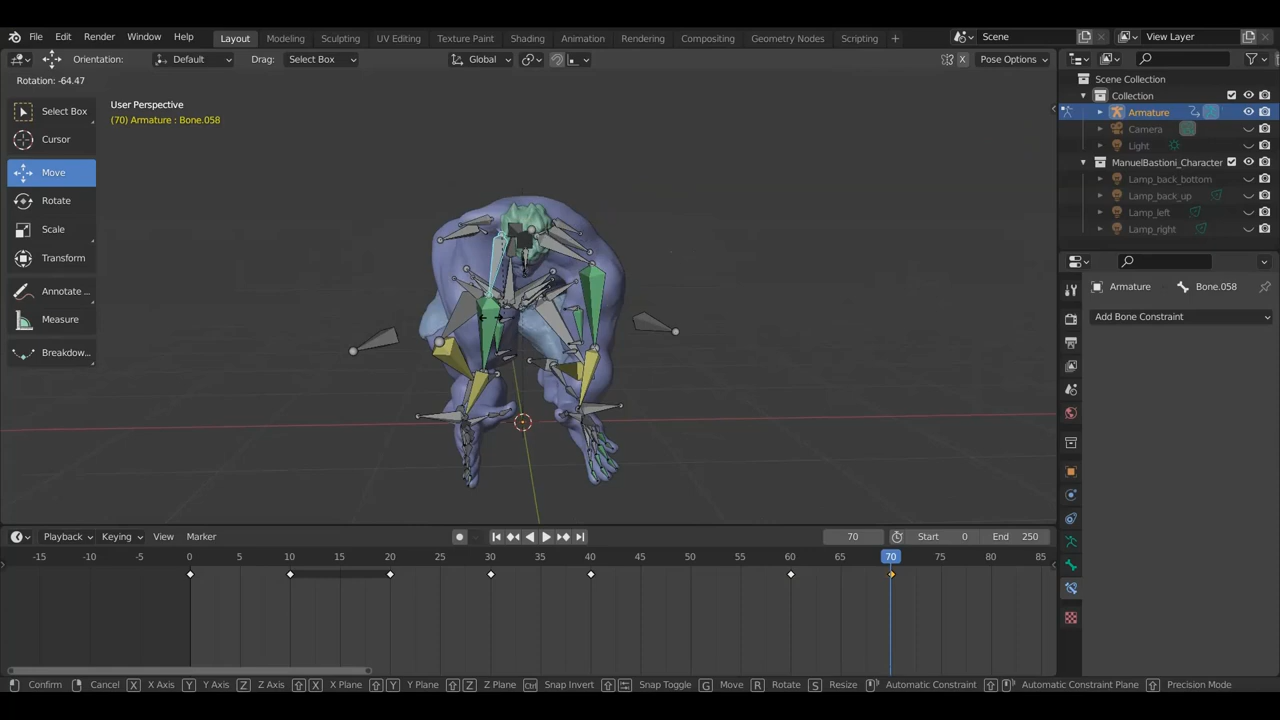 File Edit Render Window Help Layout Modeling Sculpting UV Editing Texture Paint Shading Animation Rendering Compositing Geometry Nodes Scripting + Scene View Layer
Orientation: Default Drag: Select Box Global X Pose Options
Rotation: -64.47
Scene Collection
Collection
Armature
Camera
Light
ManuelBastioni_Character
Lamp_back_bottom
Lamp_back_up
Lamp_left
Lamp_right
Select Box
Cursor
Move
Rotate
Scale
Transform
Annotate ...
Measure
Breakdow...
User Perspective
(70) Armature : Bone.058
Armature Bone.058
Add Bone Constraint
Playback Keying View Marker 70 Start 0 End 250
-15 -10 -5 0 5 10 15 20 25 30 35 40 45 50 55 60 65 70 75 80 85
Confirm Cancel X X Axis Y Y Axis Z Z Axis X X Plane Y Y Plane Z Z Plane Ctrl Snap Invert Snap Toggle G Move R Rotate S Resize Automatic Constraint Automatic Constraint Plane Precision Mode